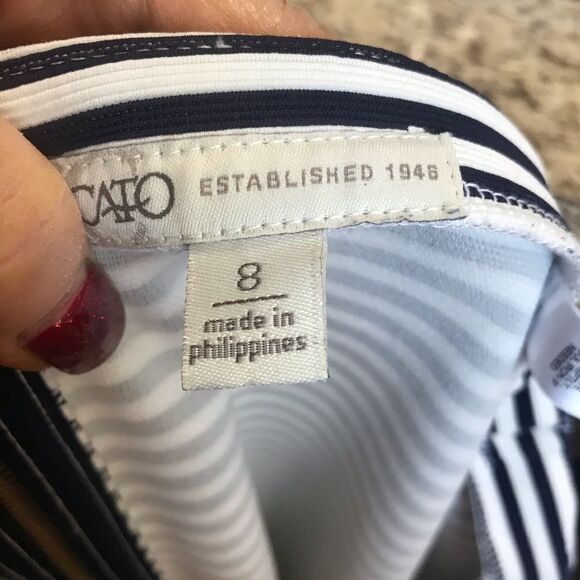 CATO ESTABLISHED 1946
8
made in
philippines